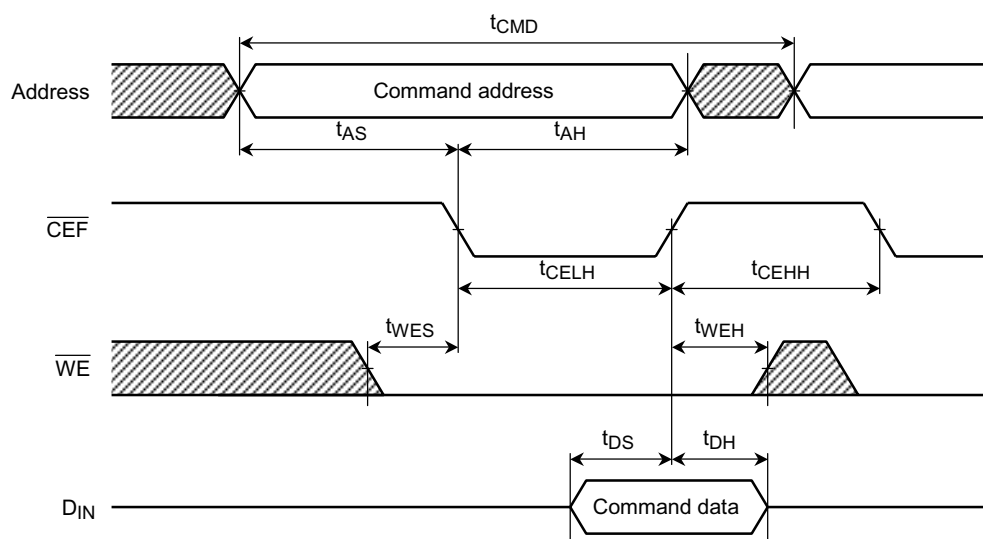 tCMD
Address
Command address
tAS
tAH
CEF
tCELH
tCEHH
tWES
tWEH
WE
tDS
tDH
DIN
Command data